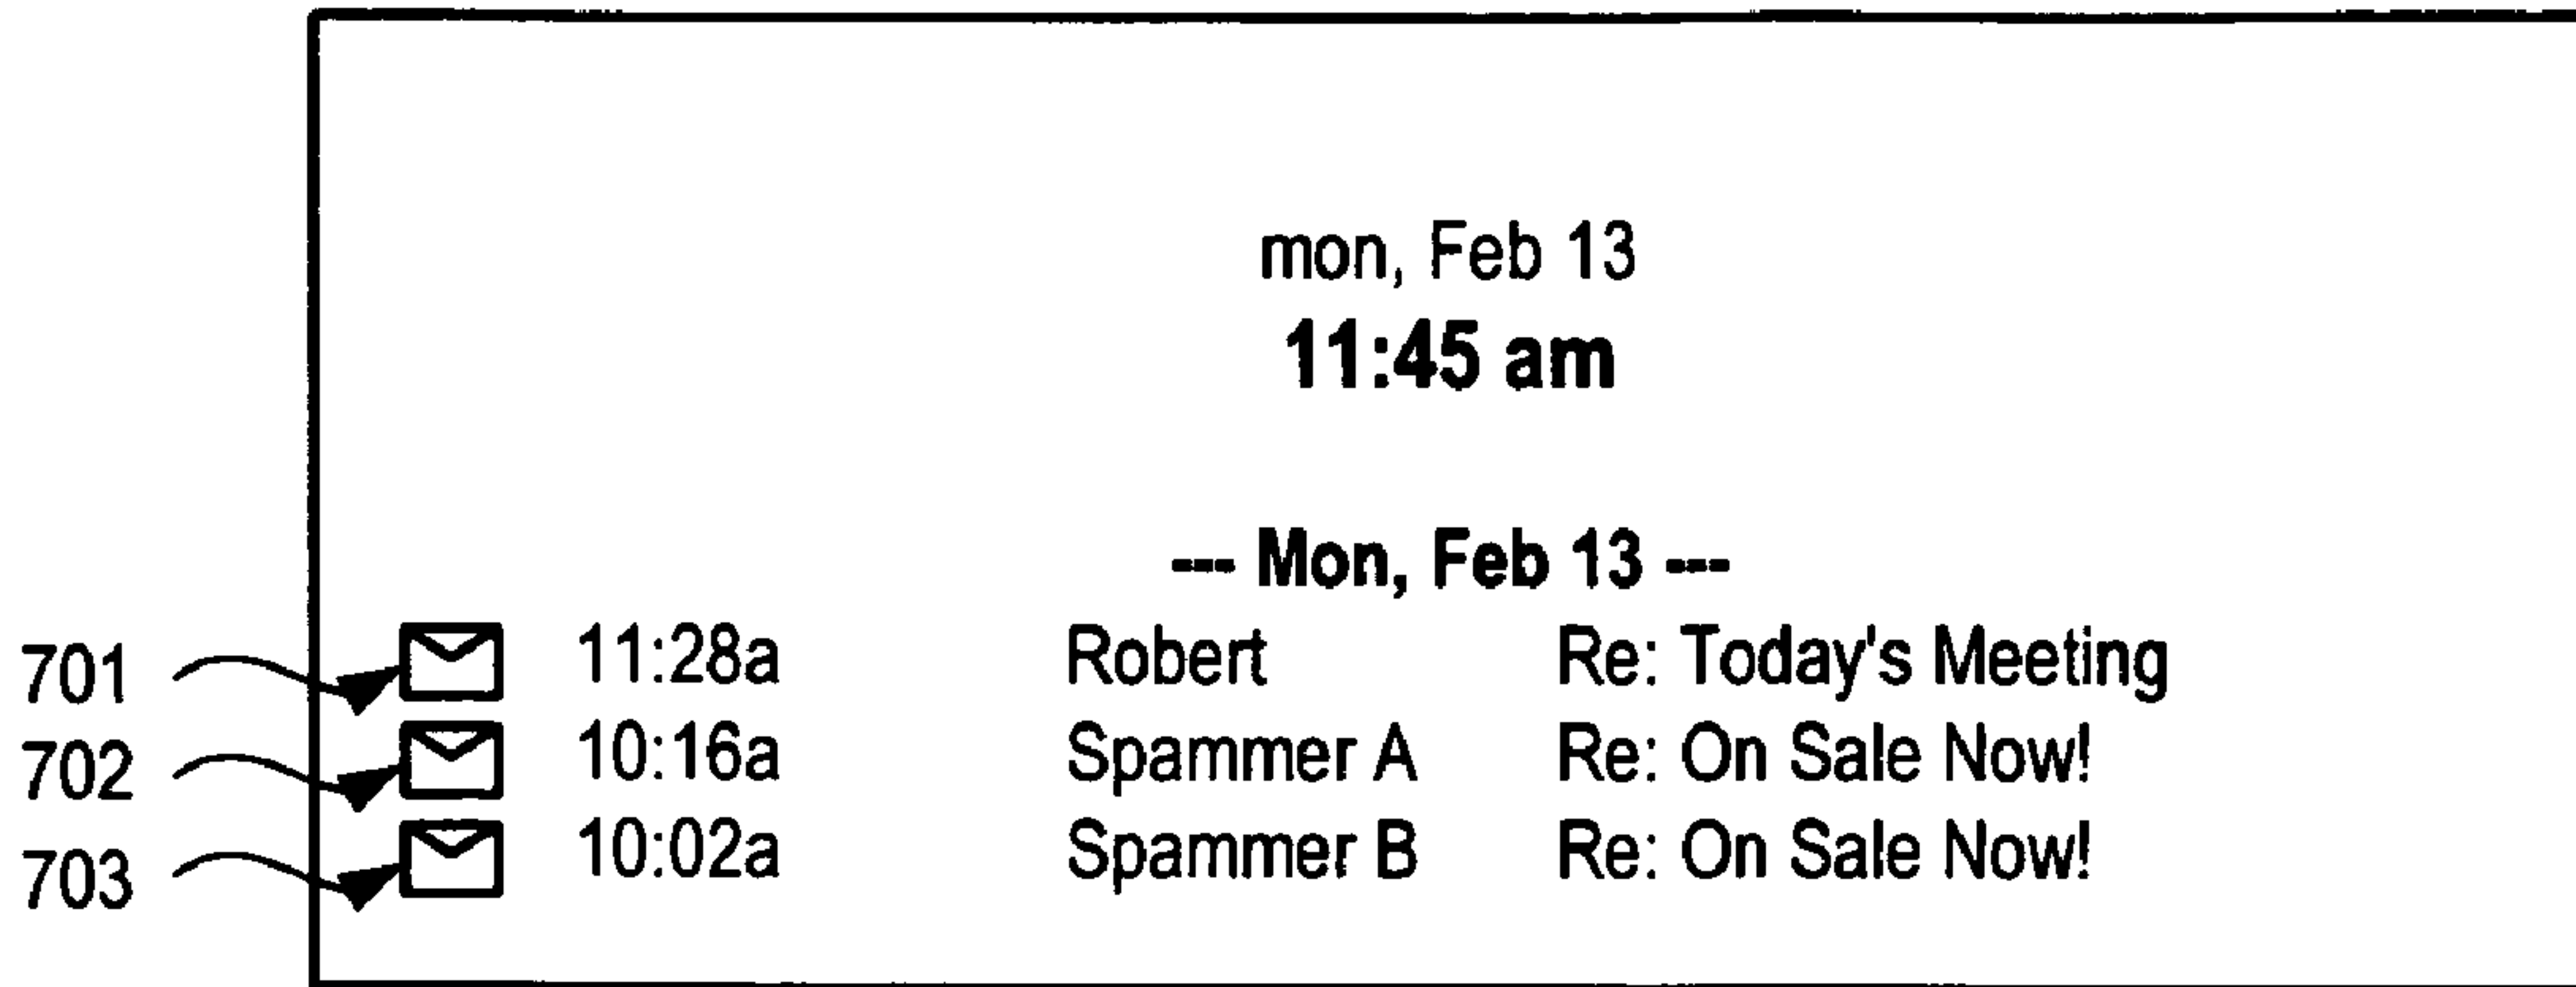 mon, Feb 13
11:45 am
--- Mon, Feb 13 ---
701 11:28a Robert Re: Today's Meeting
702 10:16a Spammer A Re: On Sale Now!
703 10:02a Spammer B Re: On Sale Now!